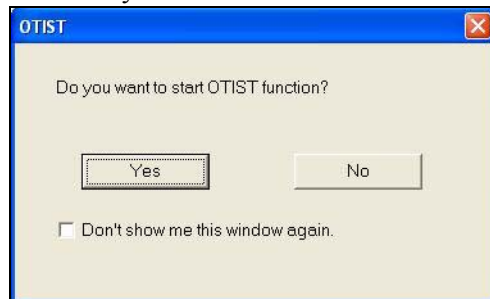 OTIST
Do you want to start OTIST function?
Yes No
Don't show me this window again.